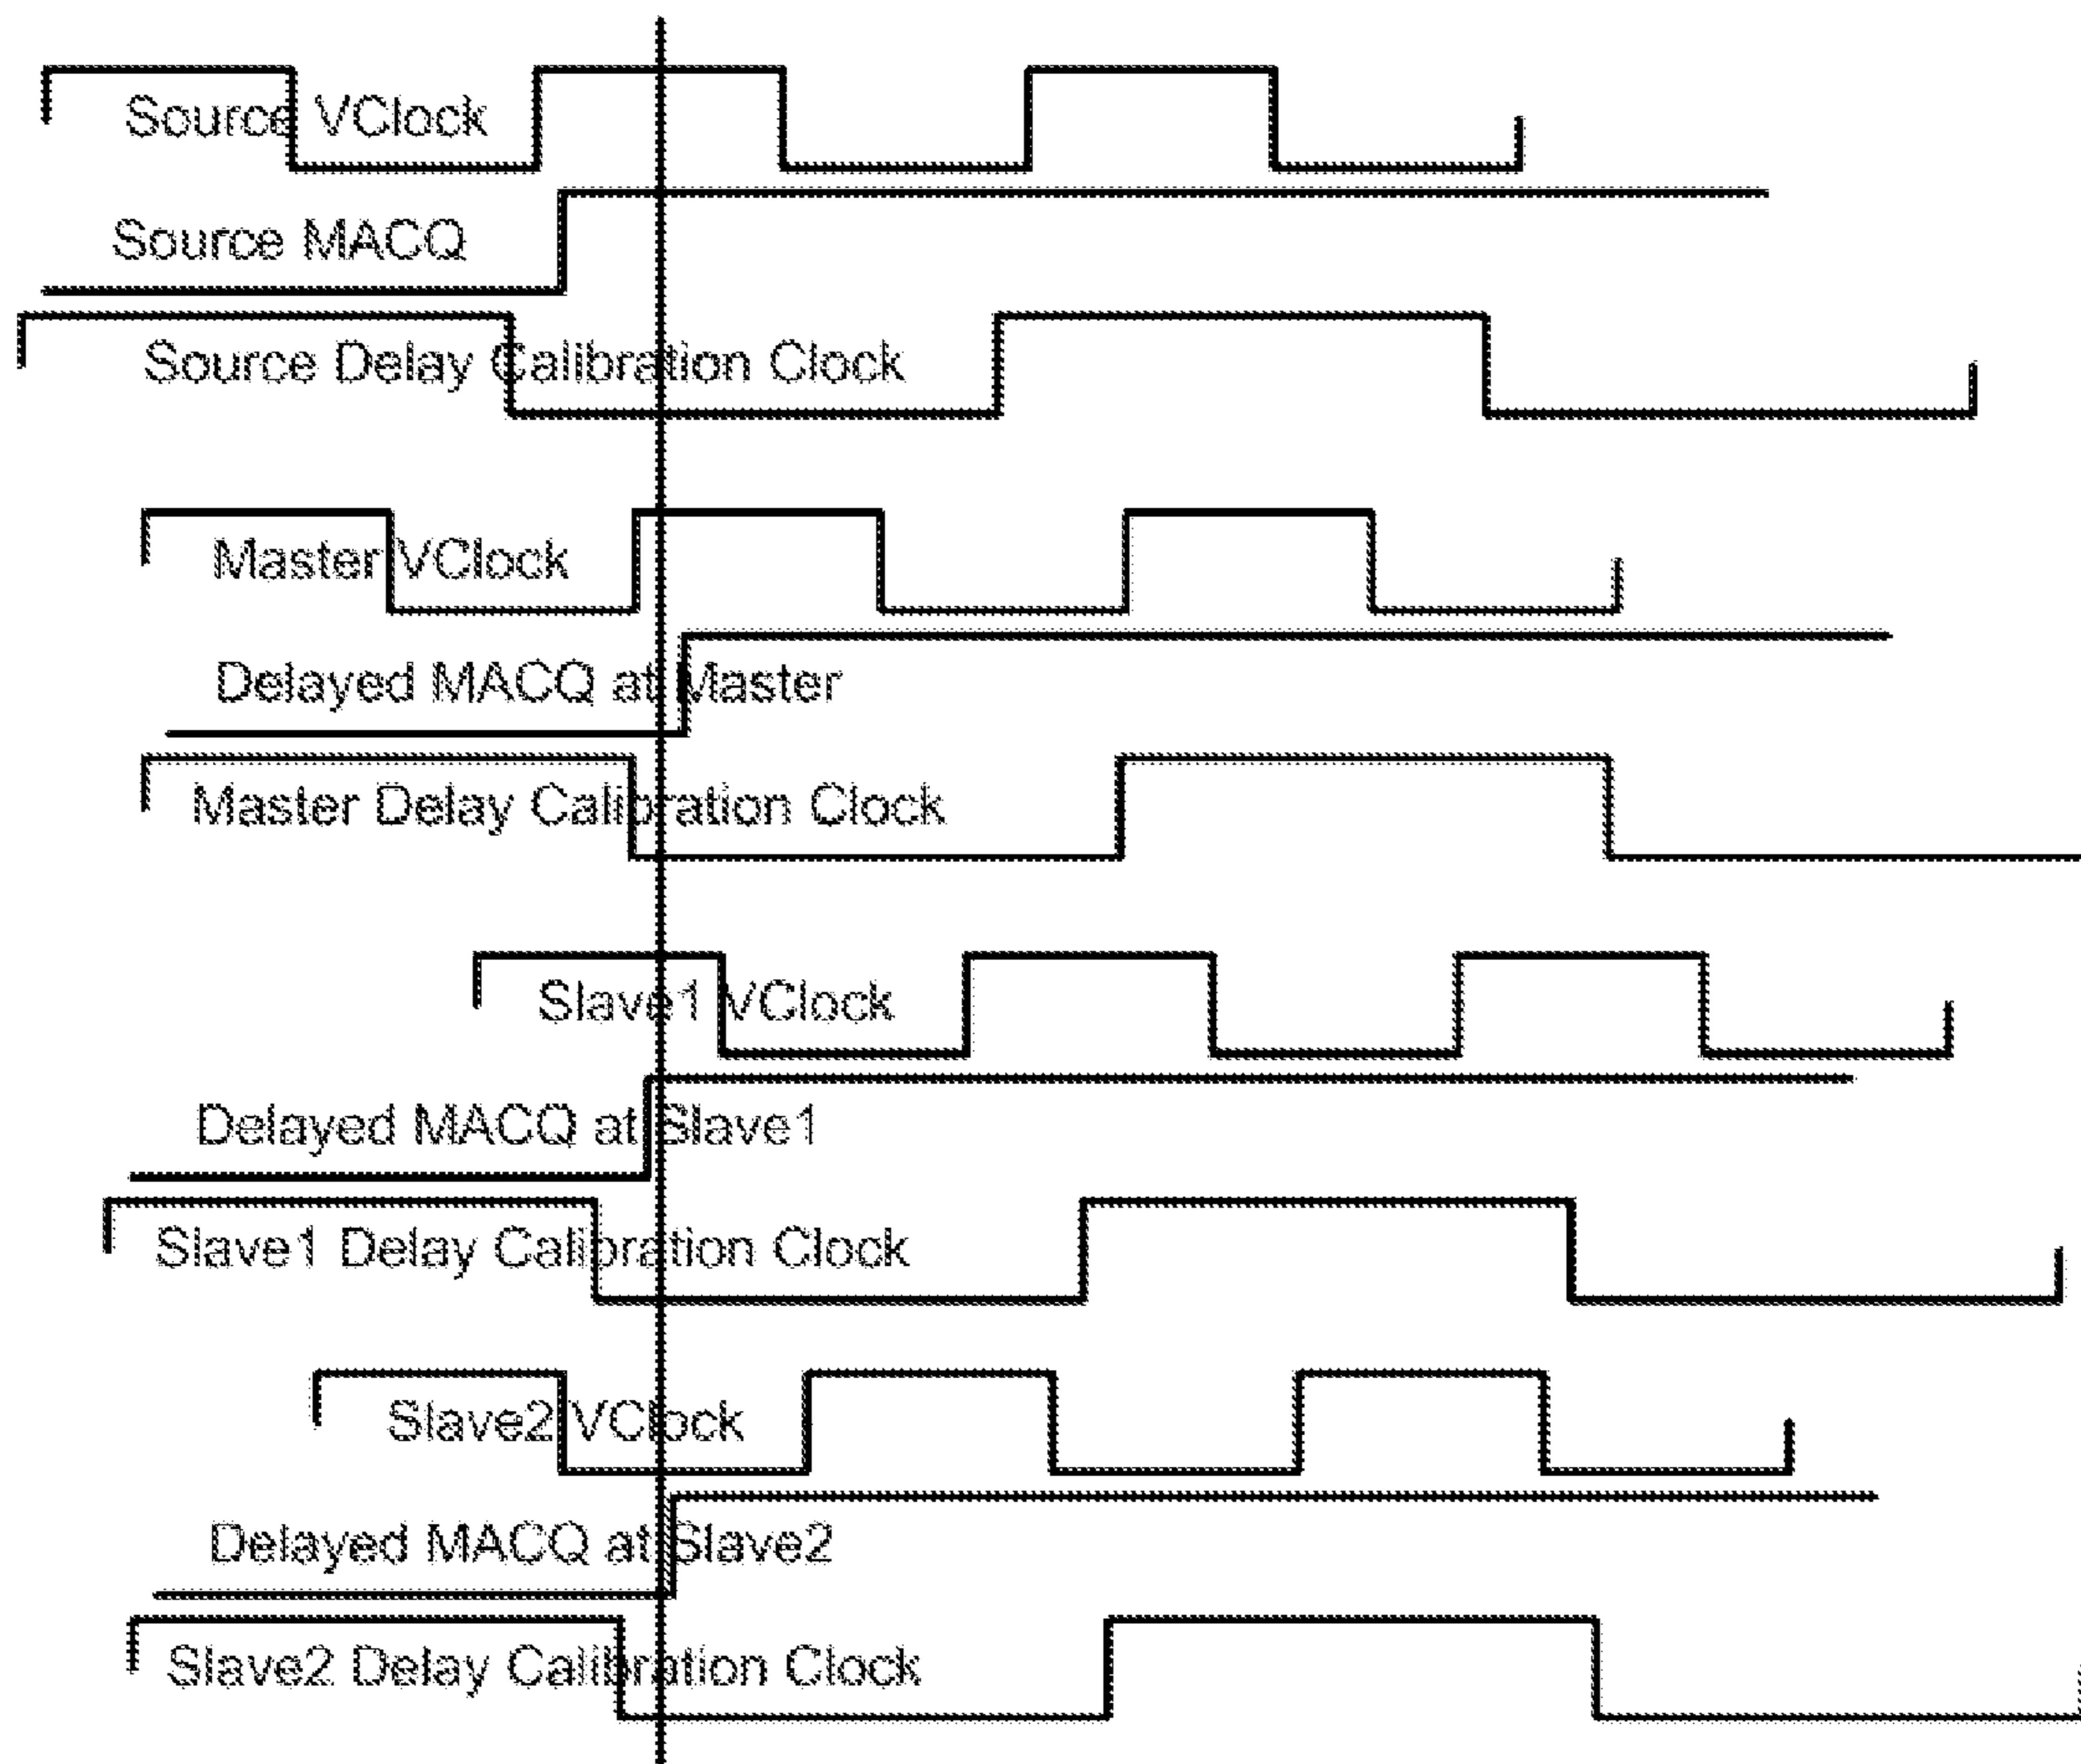 Source VClock
Source MACQ
Source Delay Calibration Clock
Master VClock
Delayed MACQ at Master
Master Delay Calibration Clock
Slave1 VClock
Delayed MACQ at Slave1
Slave1 Delay Calibration Clock
Slave2 VClock
Delayed MACQ at Slave2
Slave2 Delay Calibration Clock